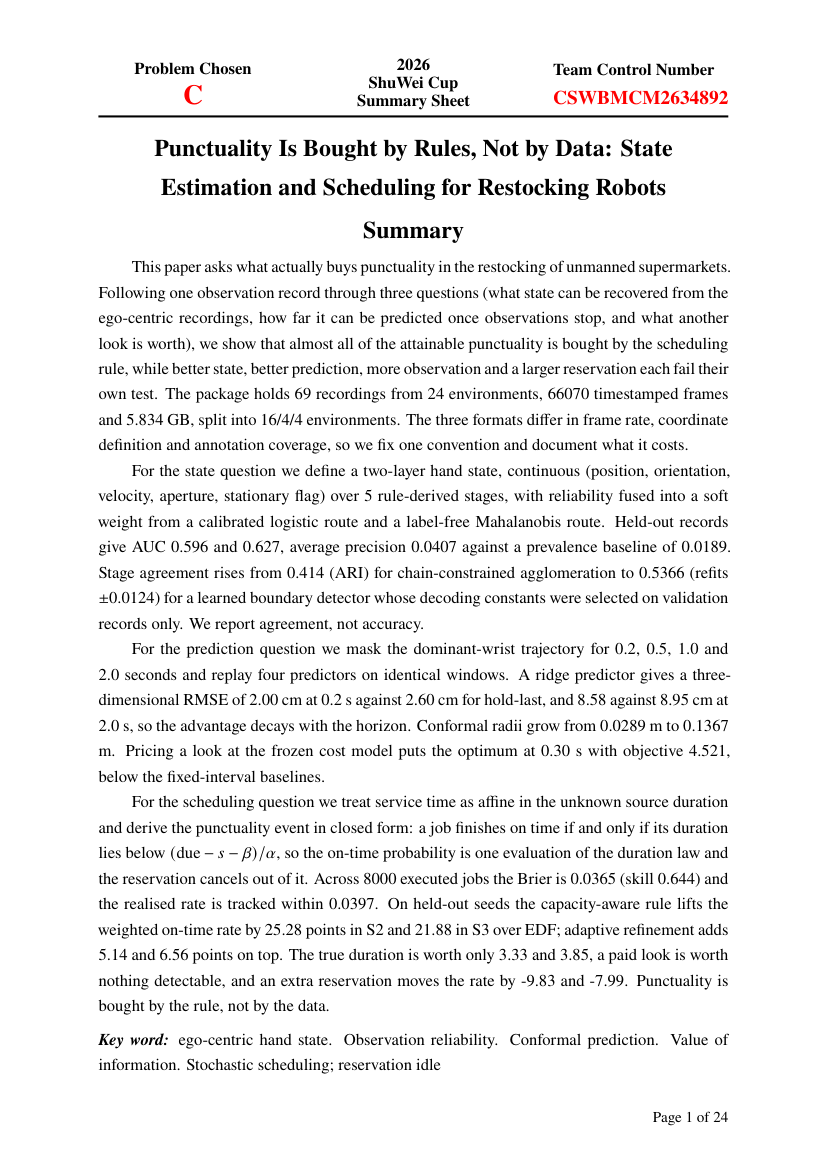 Problem Chosen
C
2026
ShuWei Cup
Summary Sheet
Team Control Number
CSWBMCM2634892
Punctuality Is Bought by Rules, Not by Data: State
Estimation and Scheduling for Restocking Robots
Summary
This paper asks what actually buys punctuality in the restocking of unmanned supermarkets.
Following one observation record through three questions (what state can be recovered from the
ego-centric recordings, how far it can be predicted once observations stop, and what another
look is worth), we show that almost all of the attainable punctuality is bought by the scheduling
rule, while better state, better prediction, more observation and a larger reservation each fail their
own test. The package holds 69 recordings from 24 environments, 66070 timestamped frames
and 5.834 GB, split into 16/4/4 environments. The three formats differ in frame rate, coordinate
definition and annotation coverage, so we fix one convention and document what it costs.
For the state question we define a two-layer hand state, continuous (position, orientation,
velocity, aperture, stationary flag) over 5 rule-derived stages, with reliability fused into a soft
weight from a calibrated logistic route and a label-free Mahalanobis route. Held-out records
give AUC 0.596 and 0.627, average precision 0.0407 against a prevalence baseline of 0.0189.
Stage agreement rises from 0.414 (ARI) for chain-constrained agglomeration to 0.5366 (refits
±0.0124) for a learned boundary detector whose decoding constants were selected on validation
records only. We report agreement, not accuracy.
For the prediction question we mask the dominant-wrist trajectory for 0.2, 0.5, 1.0 and
2.0 seconds and replay four predictors on identical windows. A ridge predictor gives a three-
dimensional RMSE of 2.00 cm at 0.2 s against 2.60 cm for hold-last, and 8.58 against 8.95 cm at
2.0 s, so the advantage decays with the horizon. Conformal radii grow from 0.0289 m to 0.1367
m. Pricing a look at the frozen cost model puts the optimum at 0.30 s with objective 4.521,
below the fixed-interval baselines.
For the scheduling question we treat service time as affine in the unknown source duration
and derive the punctuality event in closed form: a job finishes on time if and only if its duration
lies below (due − s − β)/α, so the on-time probability is one evaluation of the duration law and
the reservation cancels out of it. Across 8000 executed jobs the Brier is 0.0365 (skill 0.644) and
the realised rate is tracked within 0.0397. On held-out seeds the capacity-aware rule lifts the
weighted on-time rate by 25.28 points in S2 and 21.88 in S3 over EDF; adaptive refinement adds
5.14 and 6.56 points on top. The true duration is worth only 3.33 and 3.85, a paid look is worth
nothing detectable, and an extra reservation moves the rate by -9.83 and -7.99. Punctuality is
bought by the rule, not by the data.
Key word: ego-centric hand state. Observation reliability. Conformal prediction. Value of
information. Stochastic scheduling; reservation idle
Page 1 of 24